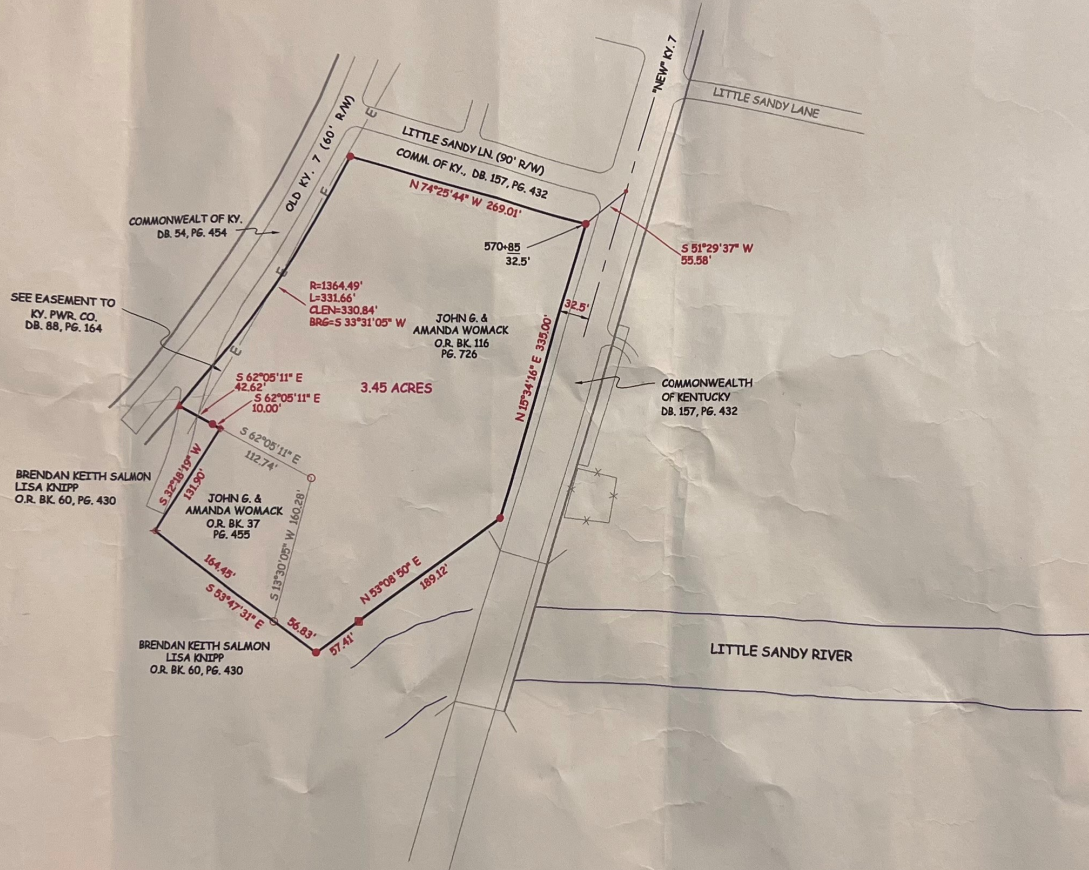 "NEW" KY. 7
LITTLE SANDY LANE
OLD KY. 7 (60' R/W)
E
LITTLE SANDY LN. (90' R/W)
COMM. OF KY., DB. 157, PG. 432
N 74°25'44" W 269.01'
E
COMMONWEALT OF KY.
DB. 54, PG. 454
570+85
32.5'
S 51°29'37" W
55.58'
E
R=1364.49'
L=331.66'
CLEN=330.84'
BRG=S 33°31'05" W
SEE EASEMENT TO
KY. PWR. CO.
DB. 88, PG. 164
JOHN G. &
AMANDA WOMACK
O.R. BK. 116
PG. 726
32.5'
N 15°34'16" E 335.00'
E
S 62°05'11" E
42.62'
S 62°05'11" E
10.00'
3.45 ACRES
COMMONWEALTH
OF KENTUCKY
DB. 157, PG. 432
S 62°05'11" E
112.74'
S 32°18'19" W
131.90'
BRENDAN KEITH SALMON
LISA KNIPP
O.R. BK. 60, PG. 430
JOHN G. &
AMANDA WOMACK
O.R. BK. 37
PG. 455
S 13°30'05" W 160.28'
164.45'
S 53°47'31" E
56.83'
57.41'
N 53°08'50" E
189.12'
BRENDAN KEITH SALMON
LISA KNIPP
O.R. BK. 60, PG. 430
LITTLE SANDY RIVER